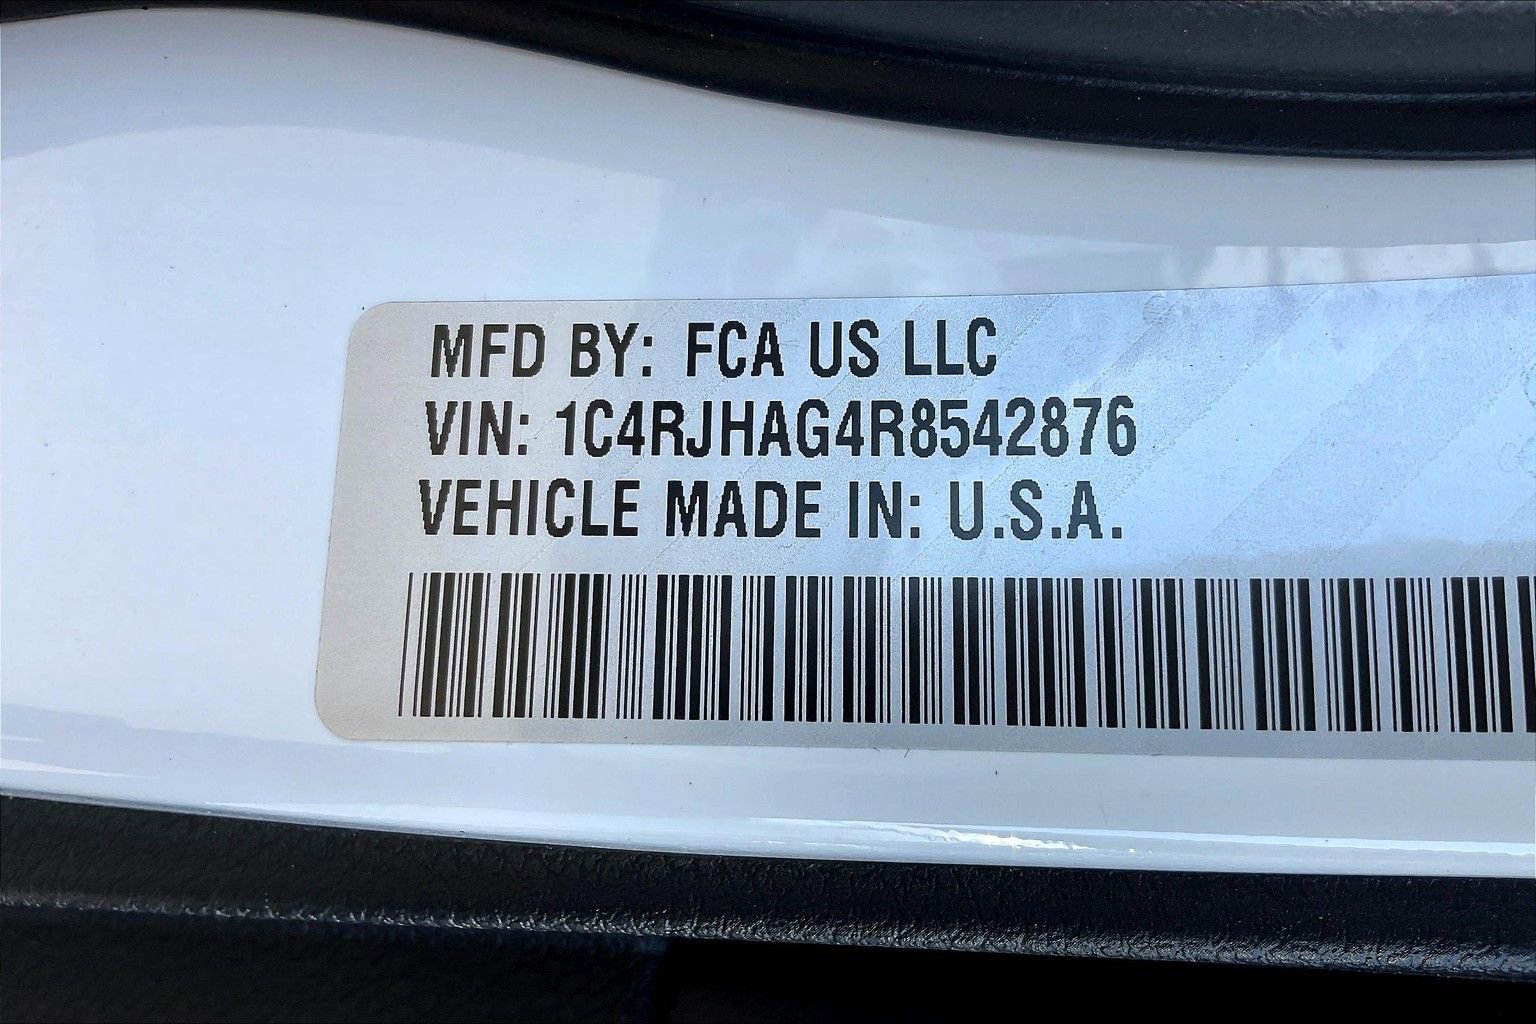 MFD BY: FCA US LLC
VIN: 1C4RJHAG4R8542876
VEHICLE MADE IN: U.S.A.